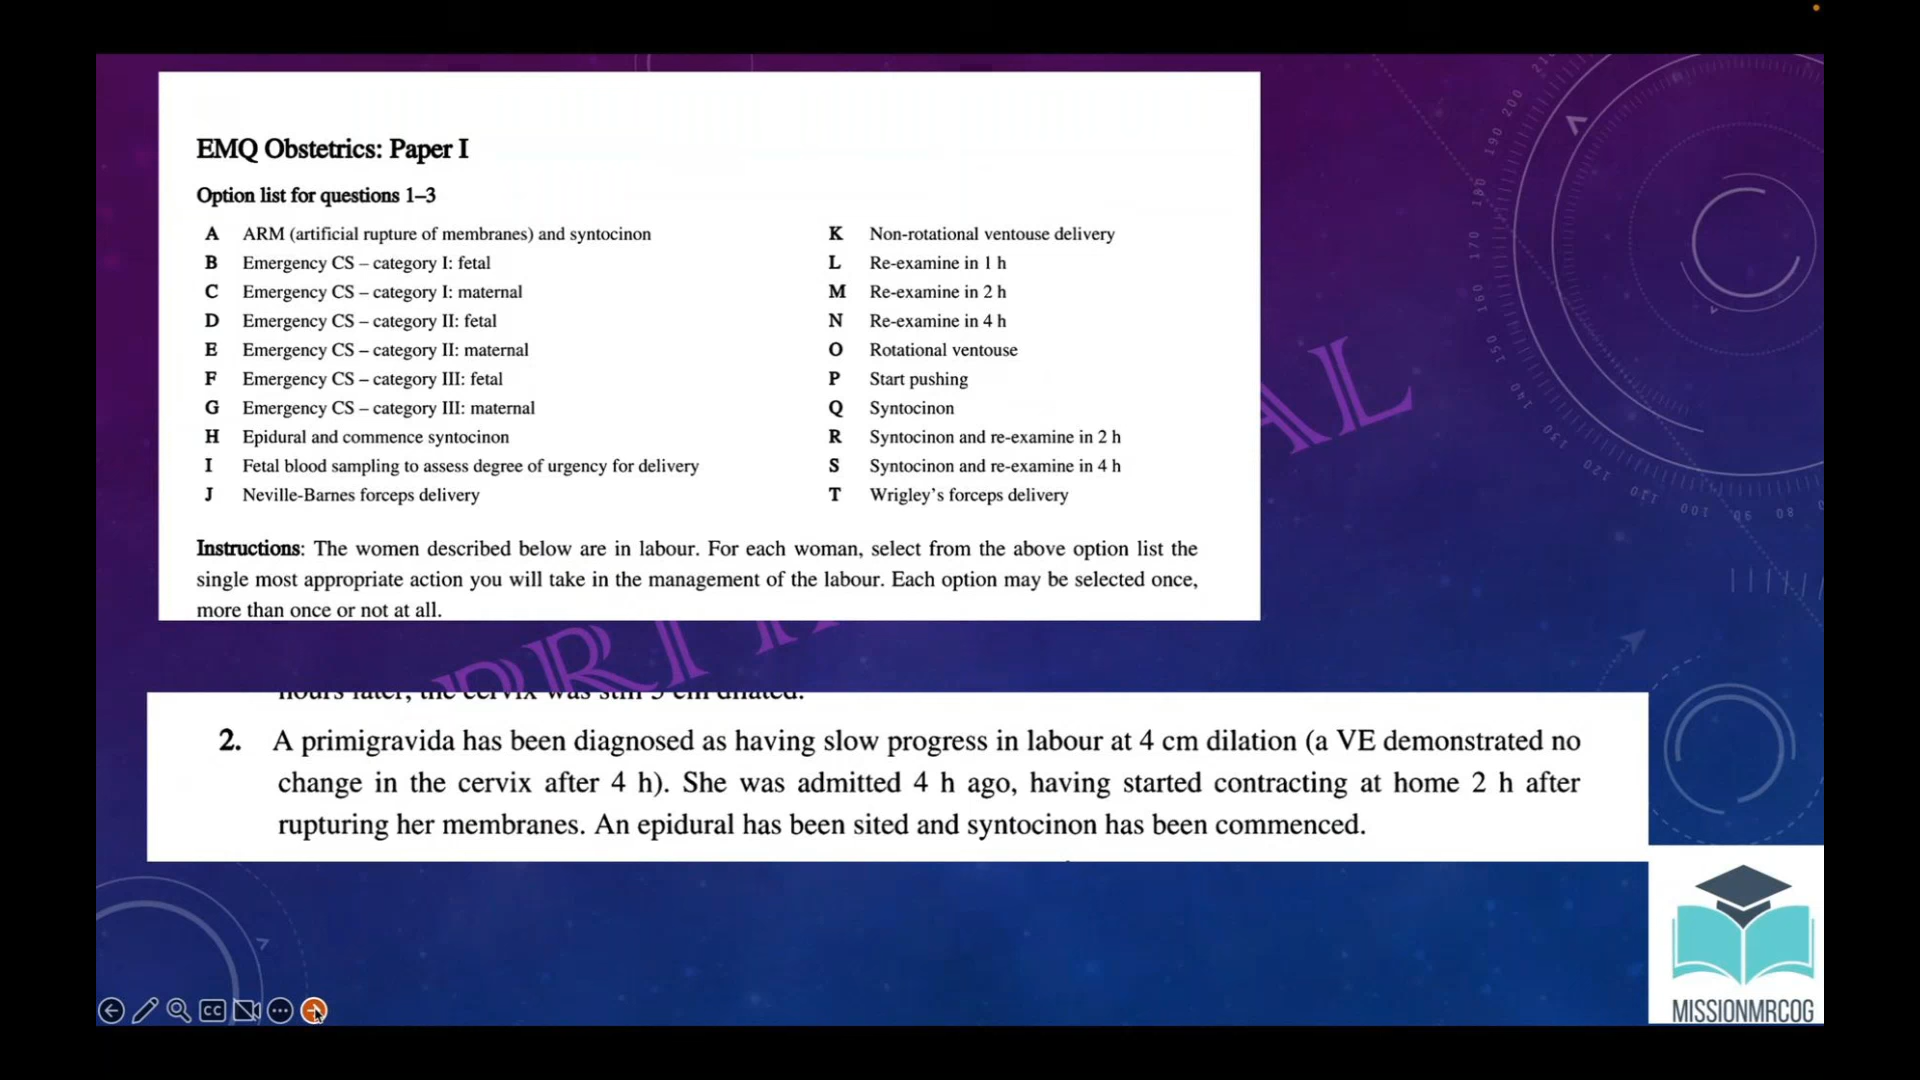 EMQ Obstetrics: Paper I
Option list for questions 1–3
A ARM (artificial rupture of membranes) and syntocinon
B Emergency CS – category I: fetal
C Emergency CS – category I: maternal
D Emergency CS – category II: fetal
E Emergency CS – category II: maternal
F Emergency CS – category III: fetal
G Emergency CS – category III: maternal
H Epidural and commence syntocinon
I Fetal blood sampling to assess degree of urgency for delivery
J Neville-Barnes forceps delivery
K Non-rotational ventouse delivery
L Re-examine in 1 h
M Re-examine in 2 h
N Re-examine in 4 h
O Rotational ventouse
P Start pushing
Q Syntocinon
R Syntocinon and re-examine in 2 h
S Syntocinon and re-examine in 4 h
T Wrigley's forceps delivery
Instructions: The women described below are in labour. For each woman, select from the above option list the
single most appropriate action you will take in the management of the labour. Each option may be selected once,
more than once or not at all.
hours later, the cervix was still 5 cm dilated.
2. A primigravida has been diagnosed as having slow progress in labour at 4 cm dilation (a VE demonstrated no
change in the cervix after 4 h). She was admitted 4 h ago, having started contracting at home 2 h after
rupturing her membranes. An epidural has been sited and syntocinon has been commenced.
MISSIONMRCOG
CC